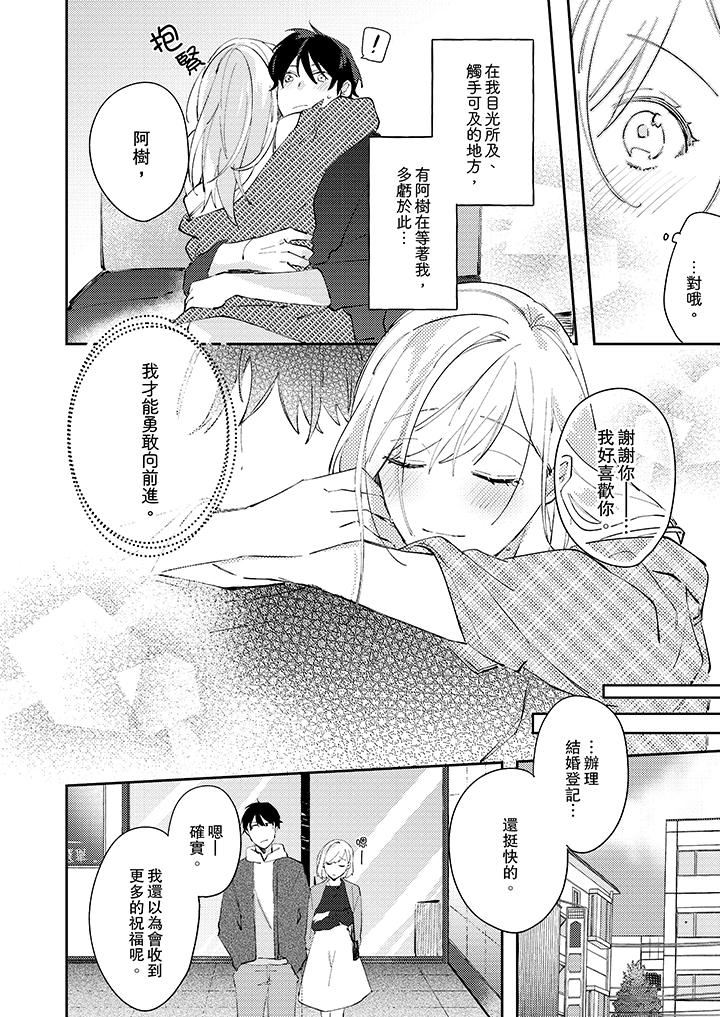 …對哦。
在我目光所及、
觸手可及的地方，
有阿樹在等著我，
多虧於此…
！
抱緊
阿樹，
謝謝你——…
我好喜歡你。
我才能勇敢向前進。
…辦理
結婚登記…
還挺快的。
嗯
嗯—
確實。
我還以為會收到
更多的祝福呢。